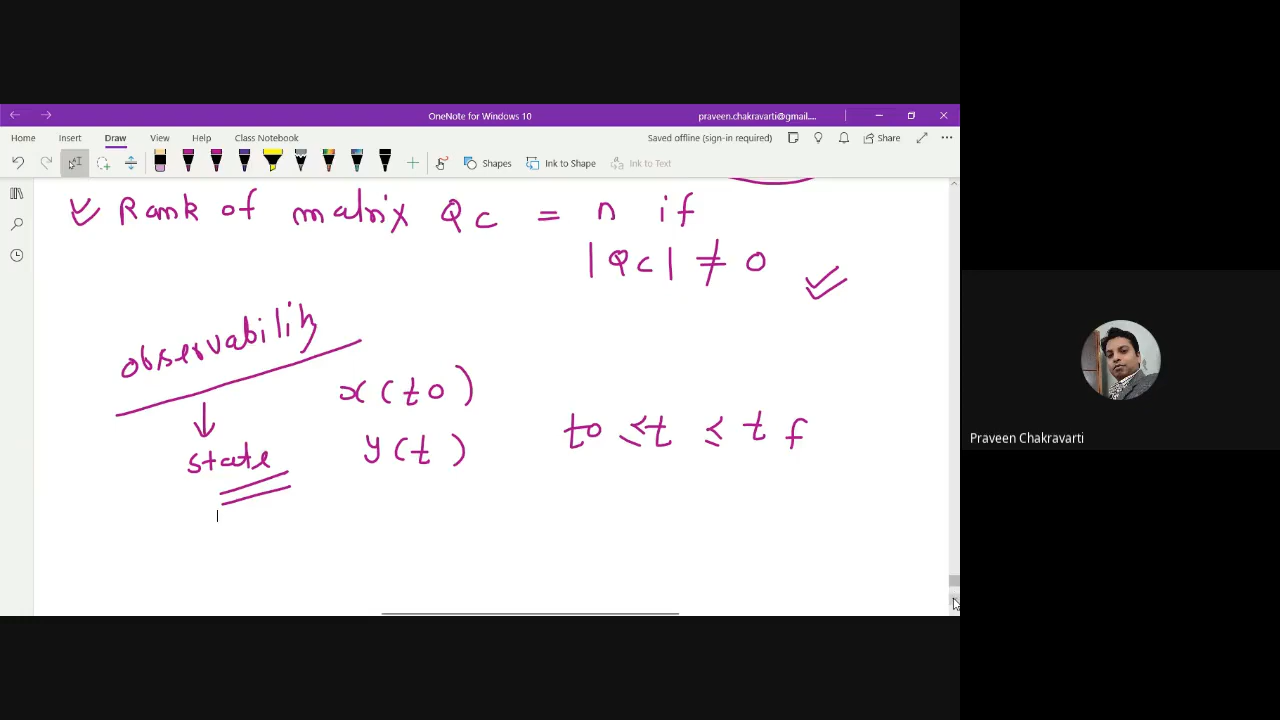 OneNote for Windows 10
praveen.chakravarti@gmail....
Home Insert Draw View Help Class Notebook
Saved offline (sign-in required)
Share
Shapes Ink to Shape Ink to Text
Rank of matrix Qc = n if
|Qc| ≠ 0
observability
x(to)
to ≤ t ≤ tf
y(t)
state
Praveen Chakravarti